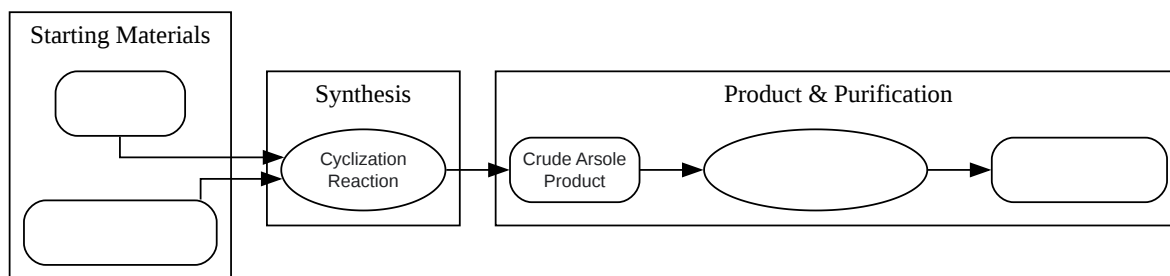 Starting Materials
Synthesis
Cyclization
Reaction
Product & Purification
Crude Arsole
Product